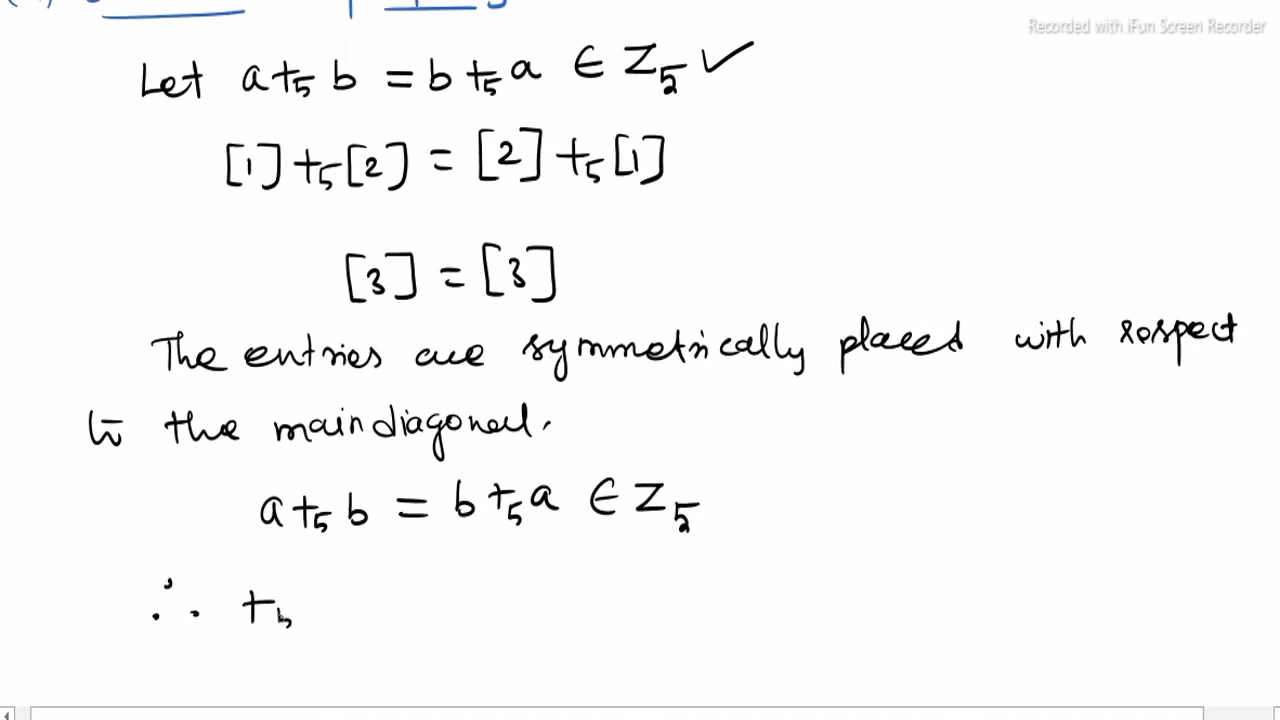 Recorded with iFun Screen Recorder
Let a +₅ b = b +₅ a ∈ Z₅ ✓
[1] +₅ [2] = [2] +₅ [1]
[3] = [3]
The entries are symmetrically placed with respect
to the main diagonal.
a +₅ b = b +₅ a ∈ Z₅
∴ +₅